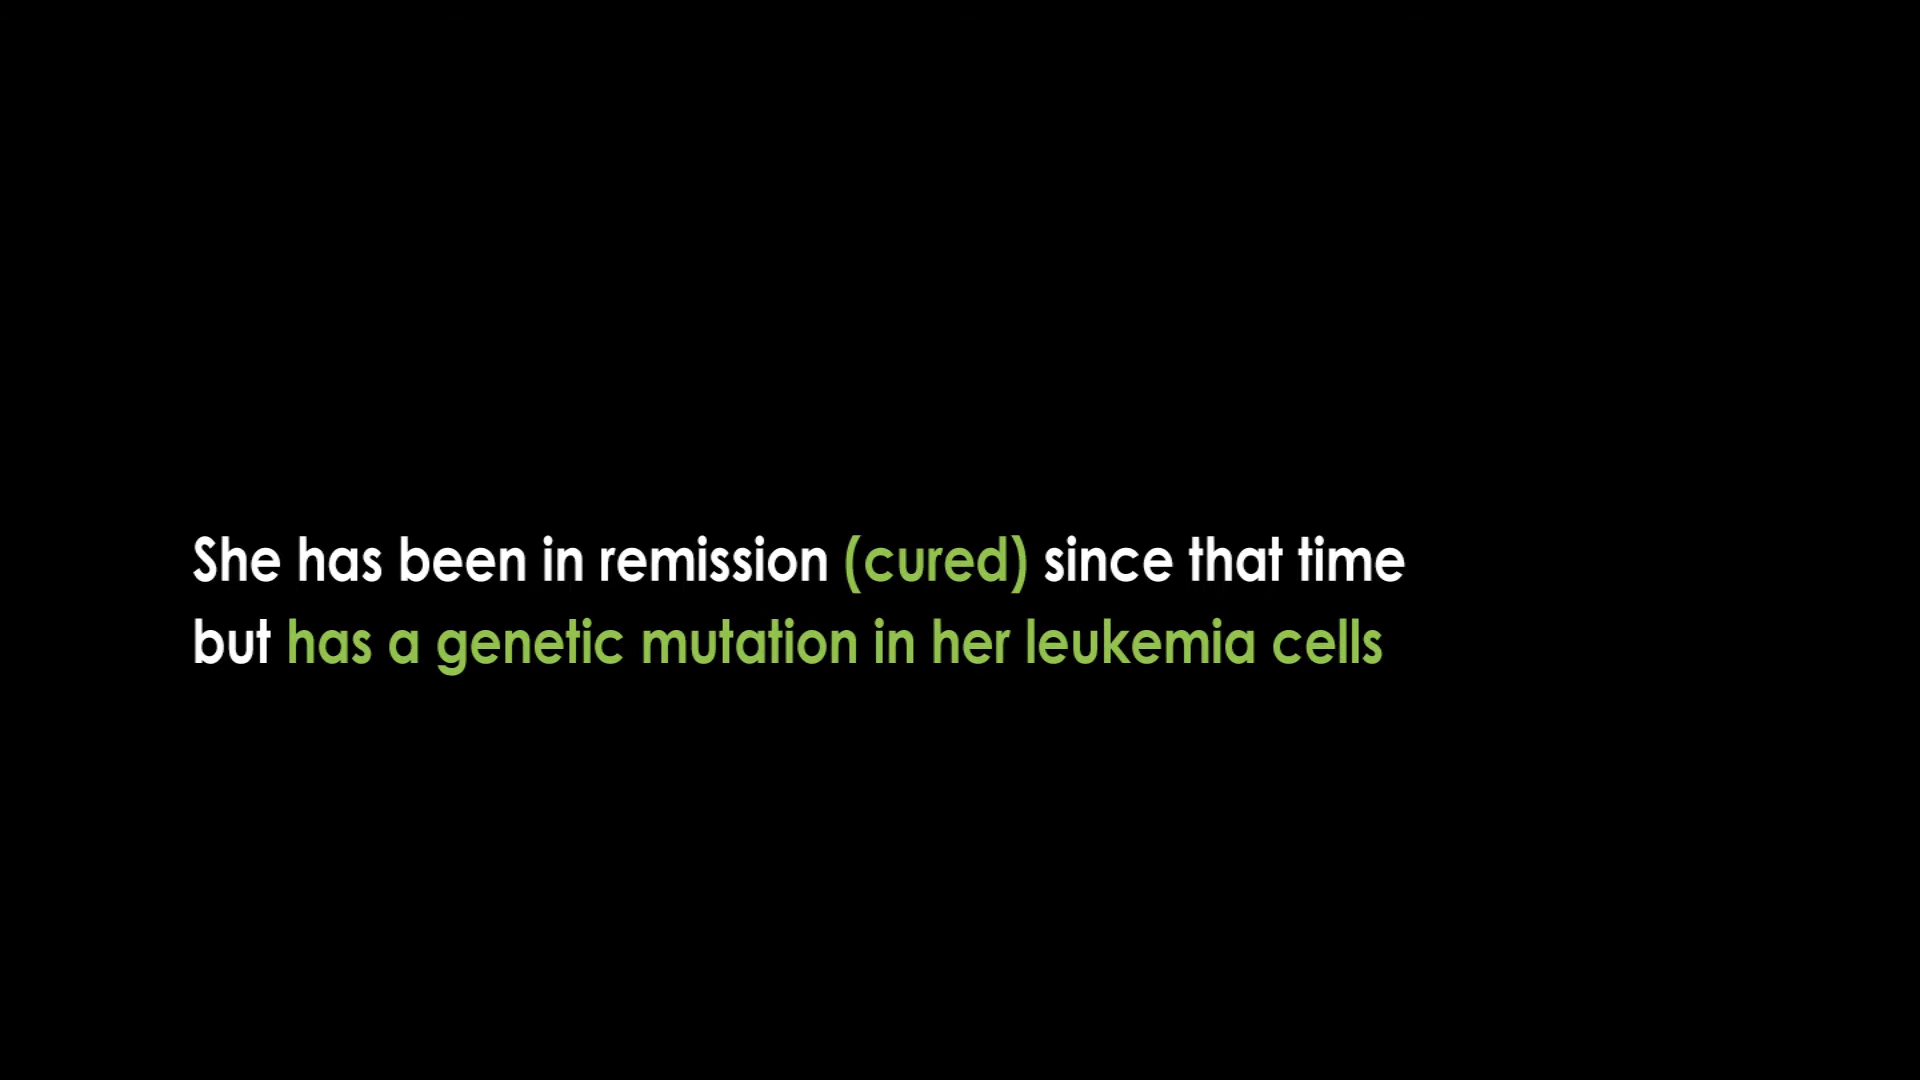 She has been in remission (cured) since that time
but has a genetic mutation in her leukemia cells